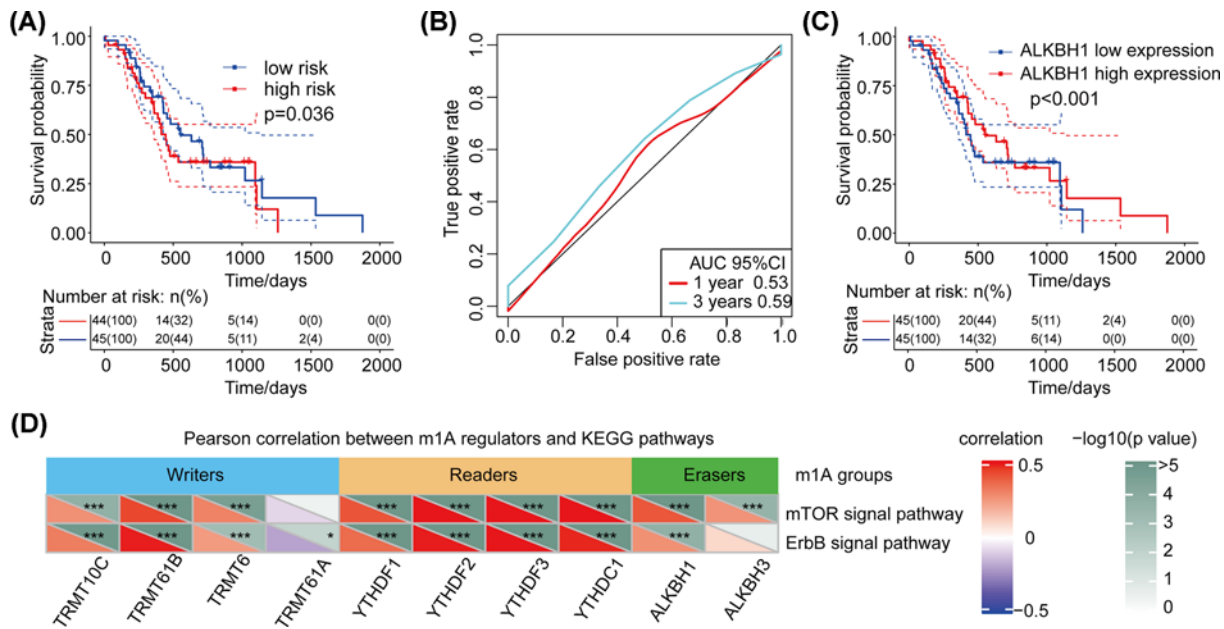 (A)
1.00
0.75
0.50
0.25
0.00
Survival probability
low risk
high risk
p=0.036
0 500 1000 1500 2000
Time/days
Number at risk: n(%)
Strata
44(100) 14(32) 5(14) 0(0) 0(0)
45(100) 20(44) 5(11) 2(4) 0(0)
0 500 1000 1500 2000
Time/days
(B)
1.0
0.8
0.6
0.4
0.2
0.0
True positive rate
AUC 95%CI
1 year 0.53
3 years 0.59
0.0 0.2 0.4 0.6 0.8 1.0
False positive rate
(C)
1.00
0.75
0.50
0.25
0.00
Survival probability
ALKBH1 low expression
ALKBH1 high expression
p<0.001
0 500 1000 1500 2000
Time/days
Number at risk: n(%)
Strata
45(100) 20(44) 5(11) 2(4) 0(0)
45(100) 14(32) 6(14) 0(0) 0(0)
0 500 1000 1500 2000
Time/days
(D)
Pearson correlation between m1A regulators and KEGG pathways
Writers Readers Erasers m1A groups
*** *** *** *** *** *** *** *** *** mTOR signal pathway
*** *** *** * *** *** *** *** *** ErbB signal pathway
TRMT10C TRMT61B TRMT6 TRMT61A YTHDF1 YTHDF2 YTHDF3 YTHDC1 ALKBH1 ALKBH3
correlation
0.5
0
−0.5
−log10(p value)
>5
4
3
2
1
0